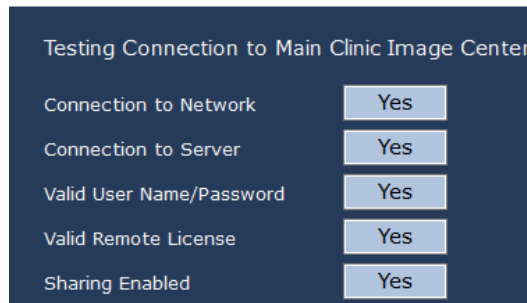 Testing Connection to Main Clinic Image Center
Connection to Network Yes
Connection to Server Yes
Valid User Name/Password Yes
Valid Remote License Yes
Sharing Enabled Yes